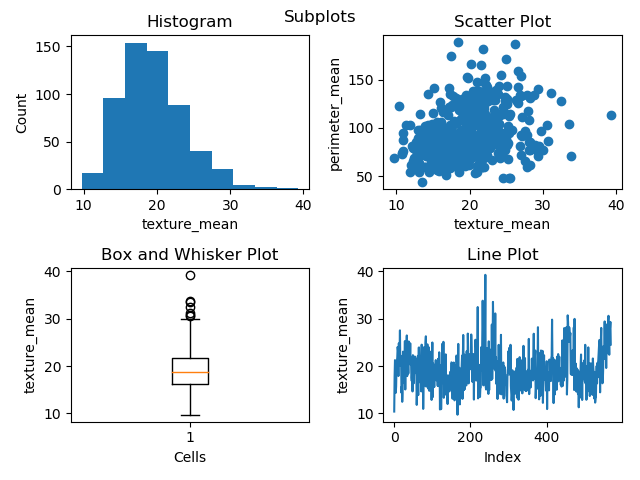 Subplots
Histogram
150
100
50
0
Count
10 20 30 40
texture_mean
Scatter Plot
150
100
50
perimeter_mean
10 20 30 40
texture_mean
Box and Whisker Plot
40
30
20
10
texture_mean
1
Cells
Line Plot
40
30
20
10
texture_mean
0 200 400
Index